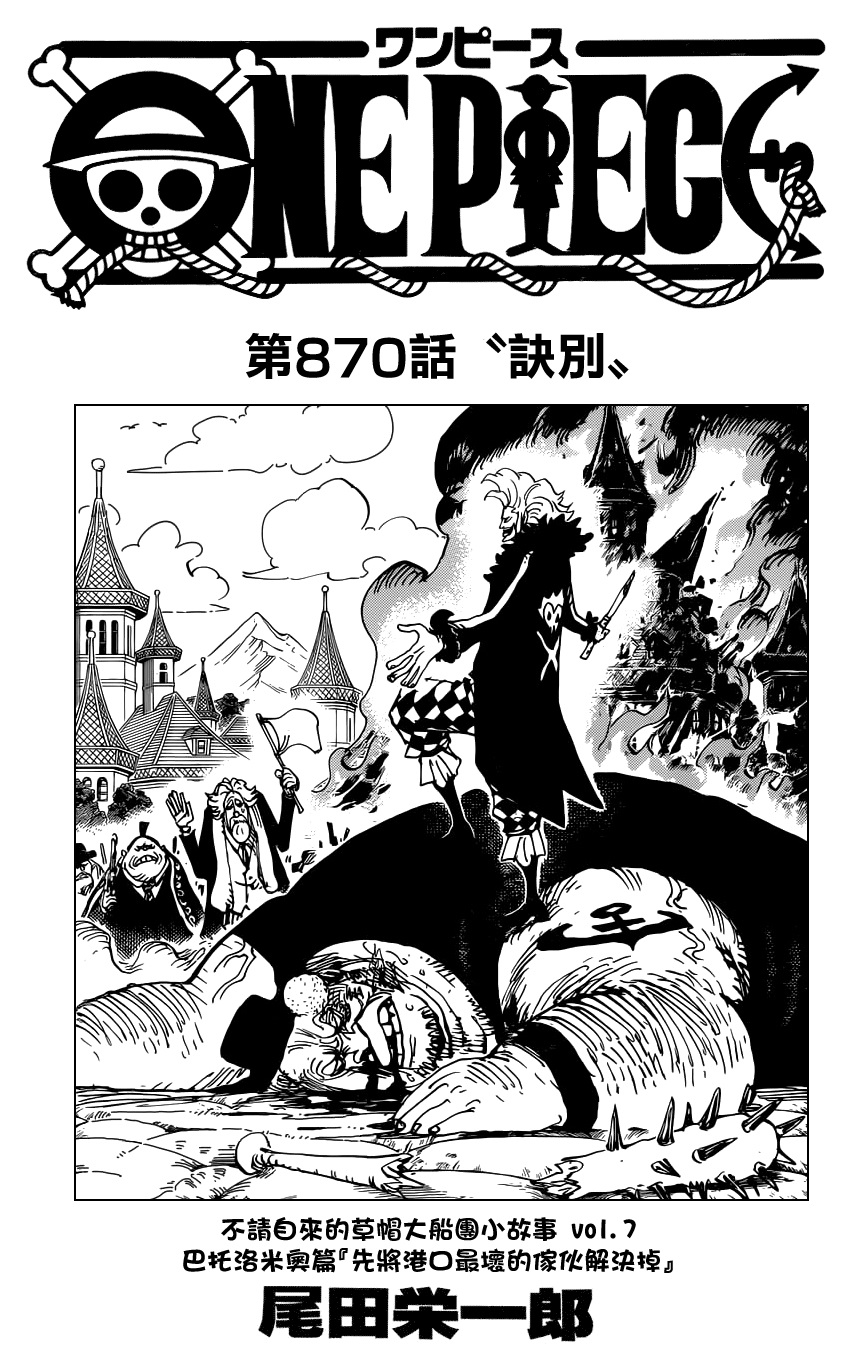 ワンピース
ONE PIECE
第870話〝訣別〟
不請自來的草帽大船團小故事 vol.7
巴托洛米奧篇『先將港口最壞的傢伙解決掉』
尾田栄一郎